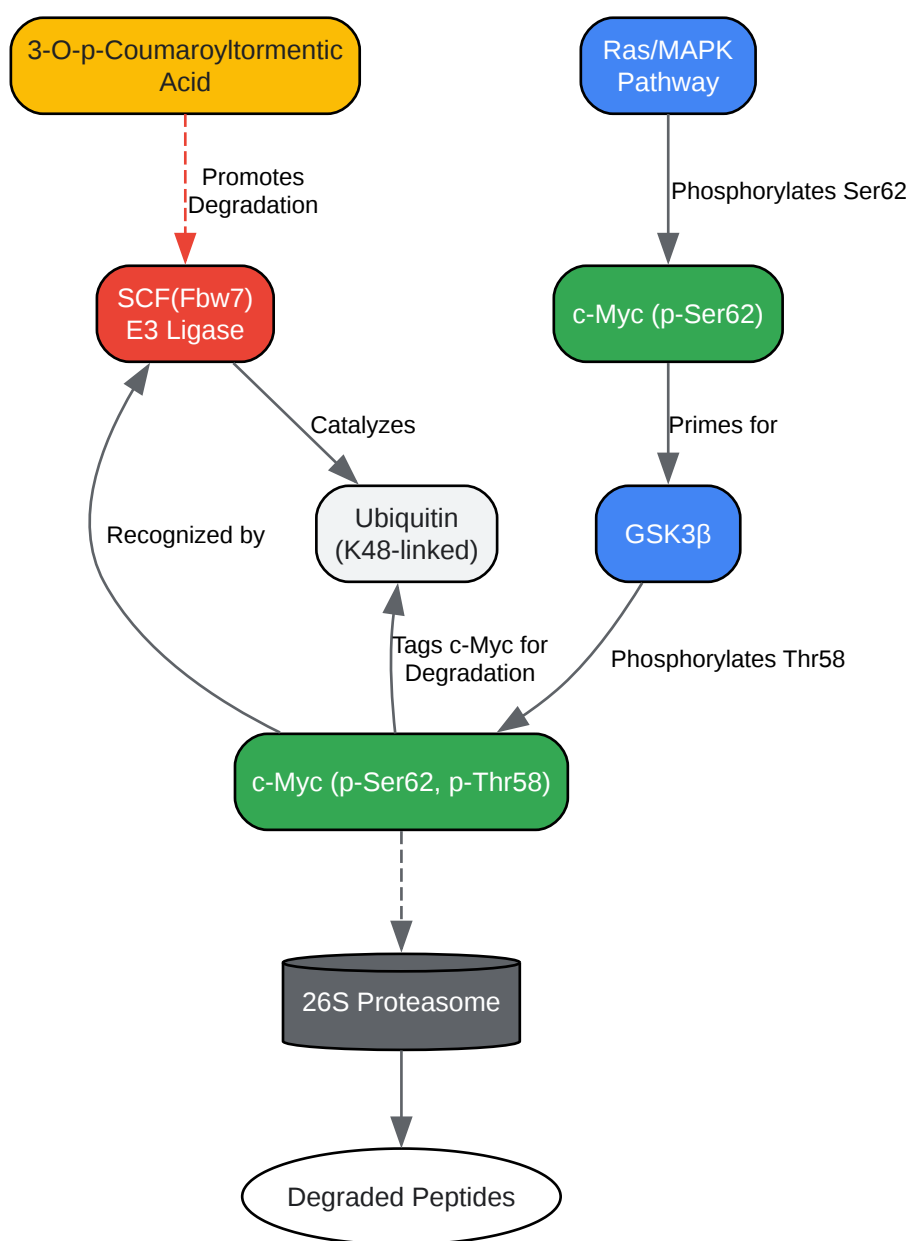 3-O-p-Coumaroyltormentic
Acid
Ras/MAPK
Pathway
Promotes
Degradation
Phosphorylates Ser62
SCF(Fbw7)
E3 Ligase
c-Myc (p-Ser62)
Catalyzes
Primes for
Recognized by
Ubiquitin
(K48-linked)
GSK3β
Tags c-Myc for
Degradation
Phosphorylates Thr58
c-Myc (p-Ser62, p-Thr58)
26S Proteasome
Degraded Peptides